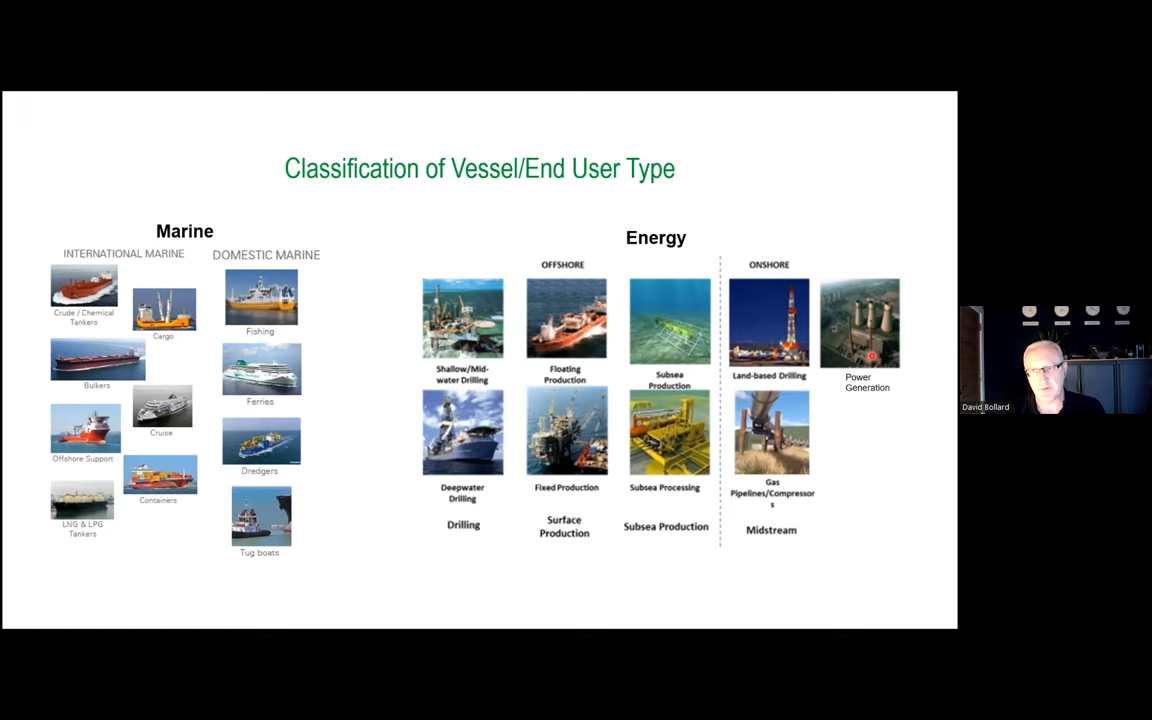 Classification of Vessel/End User Type
Marine
INTERNATIONAL MARINE
DOMESTIC MARINE
Crude / Chemical
Tankers
Cargo
Bulkers
Cruise
Offshore Support
Containers
LNG & LPG
Tankers
Fishing
Ferries
Dredgers
Tug boats
Energy
OFFSHORE
ONSHORE
Shallow/Mid-
water Drilling
Floating
Production
Subsea
Production
Land-based Drilling
Power
Generation
Deepwater
Drilling
Fixed Production
Subsea Processing
Gas
Pipelines/Compressor
s
Drilling
Surface
Production
Subsea Production
Midstream
David Bollard